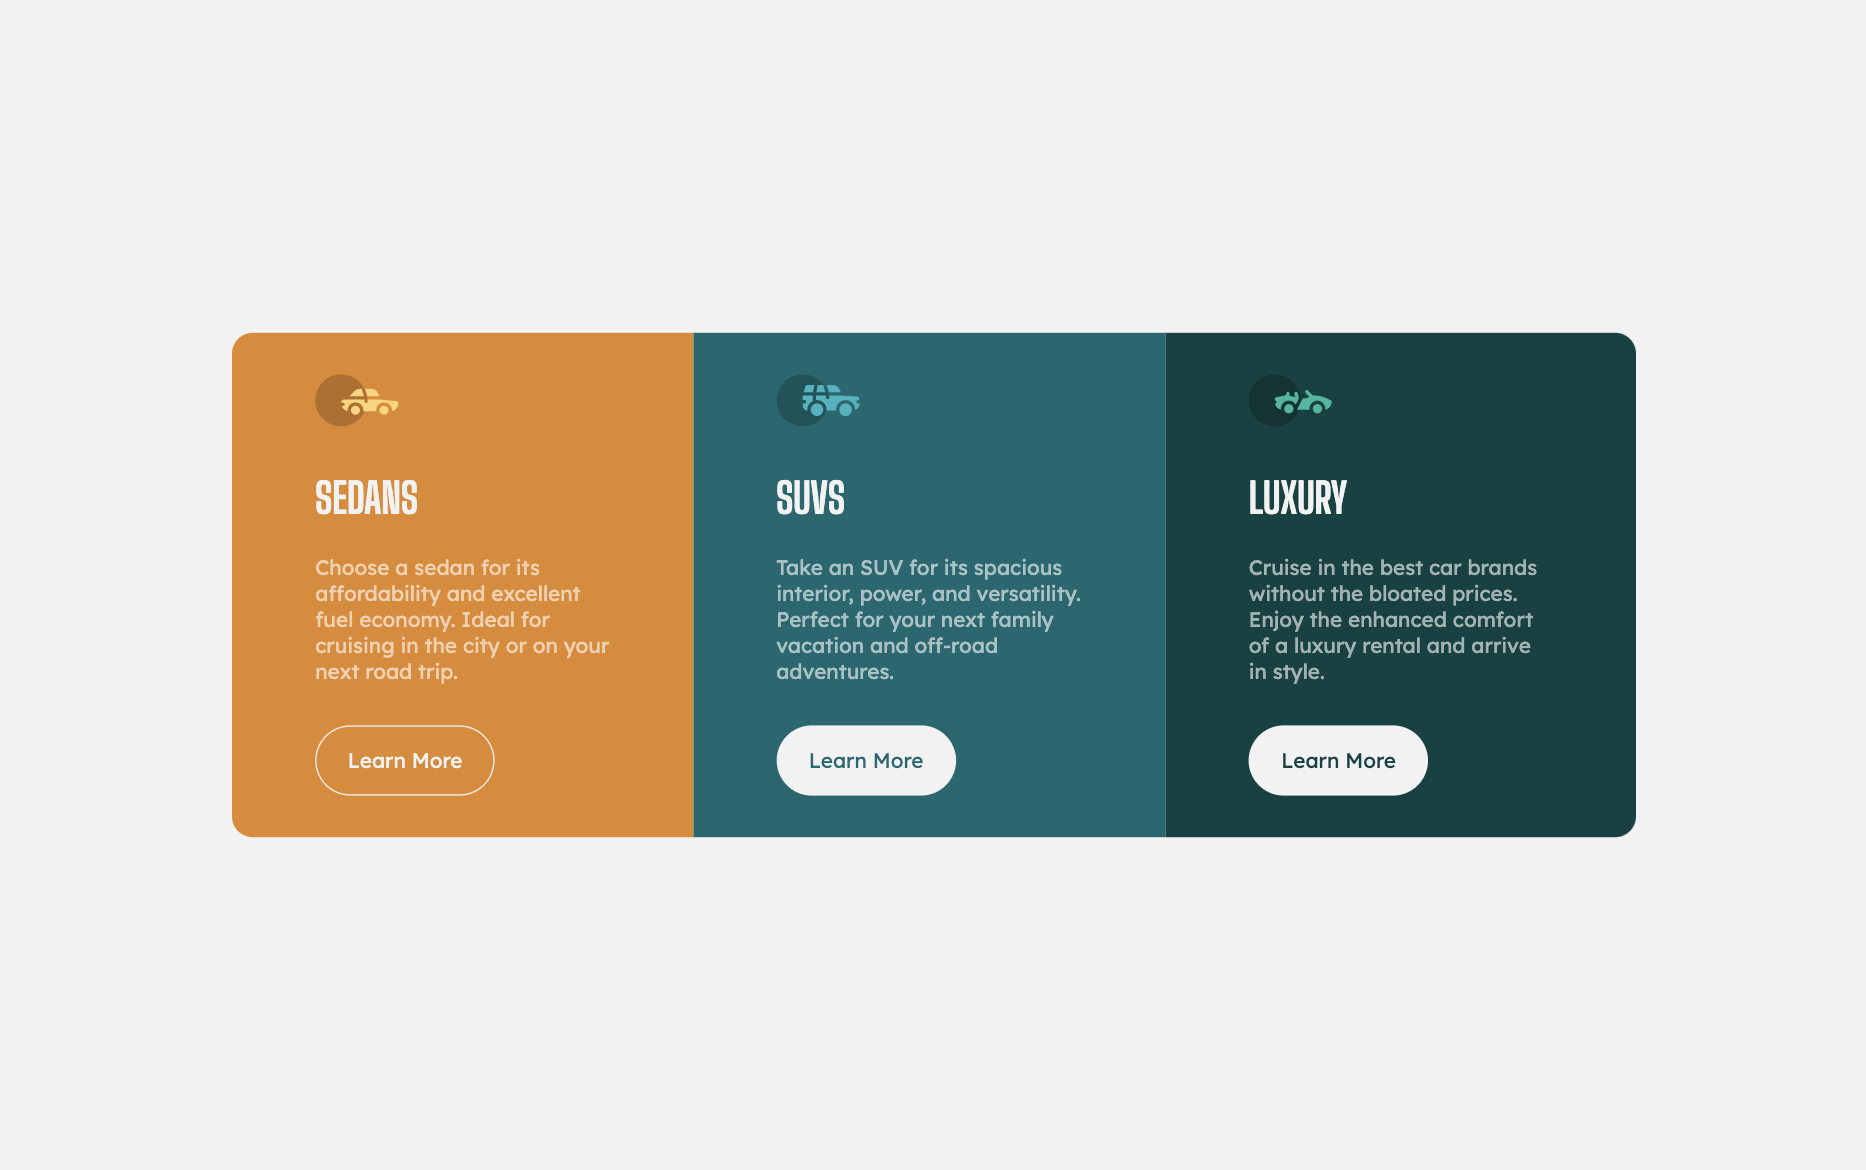 SEDANS
Choose a sedan for its
affordability and excellent
fuel economy. Ideal for
cruising in the city or on your
next road trip.
Learn More
SUVS
Take an SUV for its spacious
interior, power, and versatility.
Perfect for your next family
vacation and off-road
adventures.
Learn More
LUXURY
Cruise in the best car brands
without the bloated prices.
Enjoy the enhanced comfort
of a luxury rental and arrive
in style.
Learn More